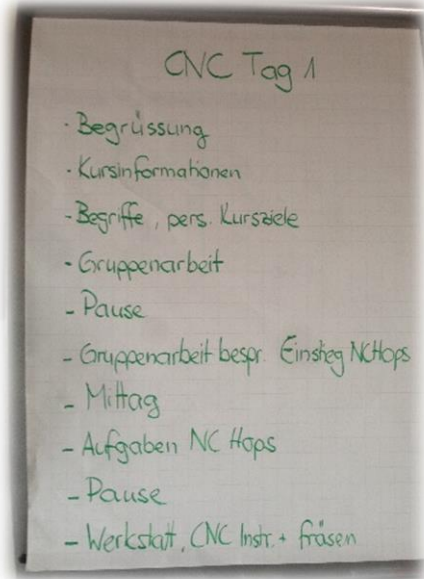 CNC Tag 1
· Begrüssung
· Kursinformationen
- Begriffe, pers. Kursziele
- Gruppenarbeit
- Pause
- Gruppenarbeit bespr. Einstieg NCHops
- Mittag
- Aufgaben NC Hops
- Pause
- Werkstatt, CNC Instr. + fräsen